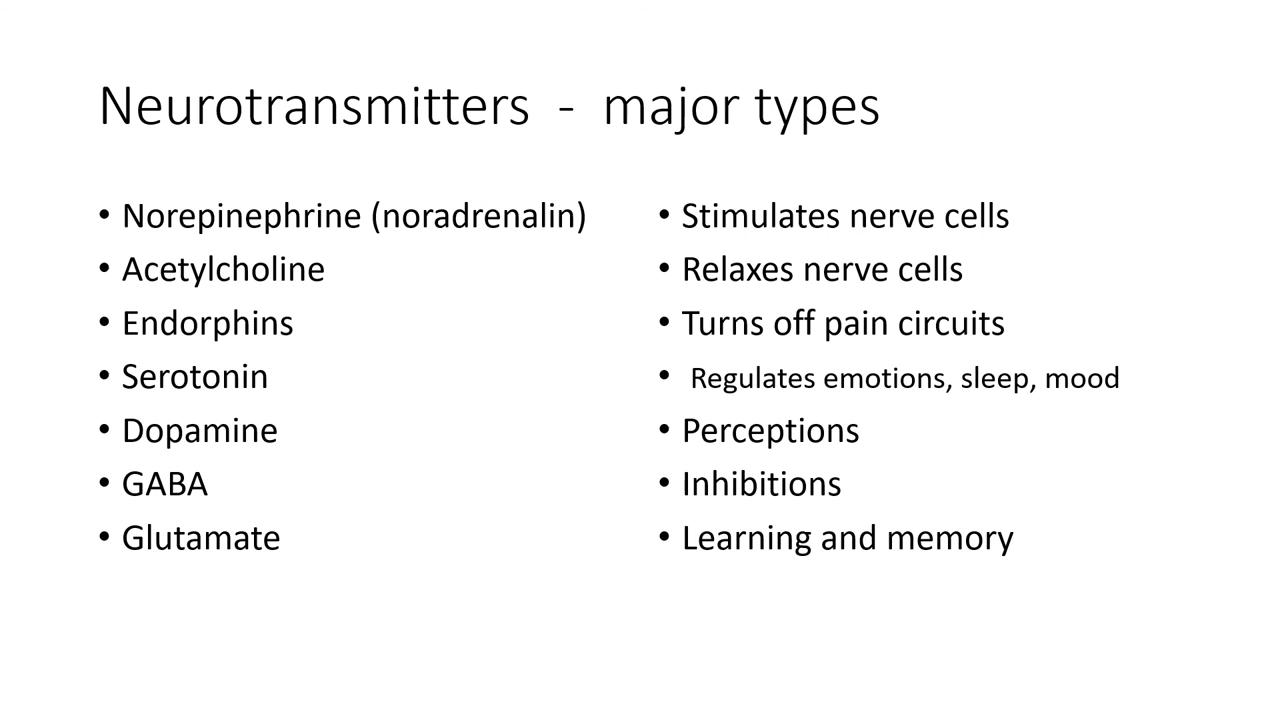 Neurotransmitters - major types
• Norepinephrine (noradrenalin)
• Acetylcholine
• Endorphins
• Serotonin
• Dopamine
• GABA
• Glutamate
• Stimulates nerve cells
• Relaxes nerve cells
• Turns off pain circuits
• Regulates emotions, sleep, mood
• Perceptions
• Inhibitions
• Learning and memory